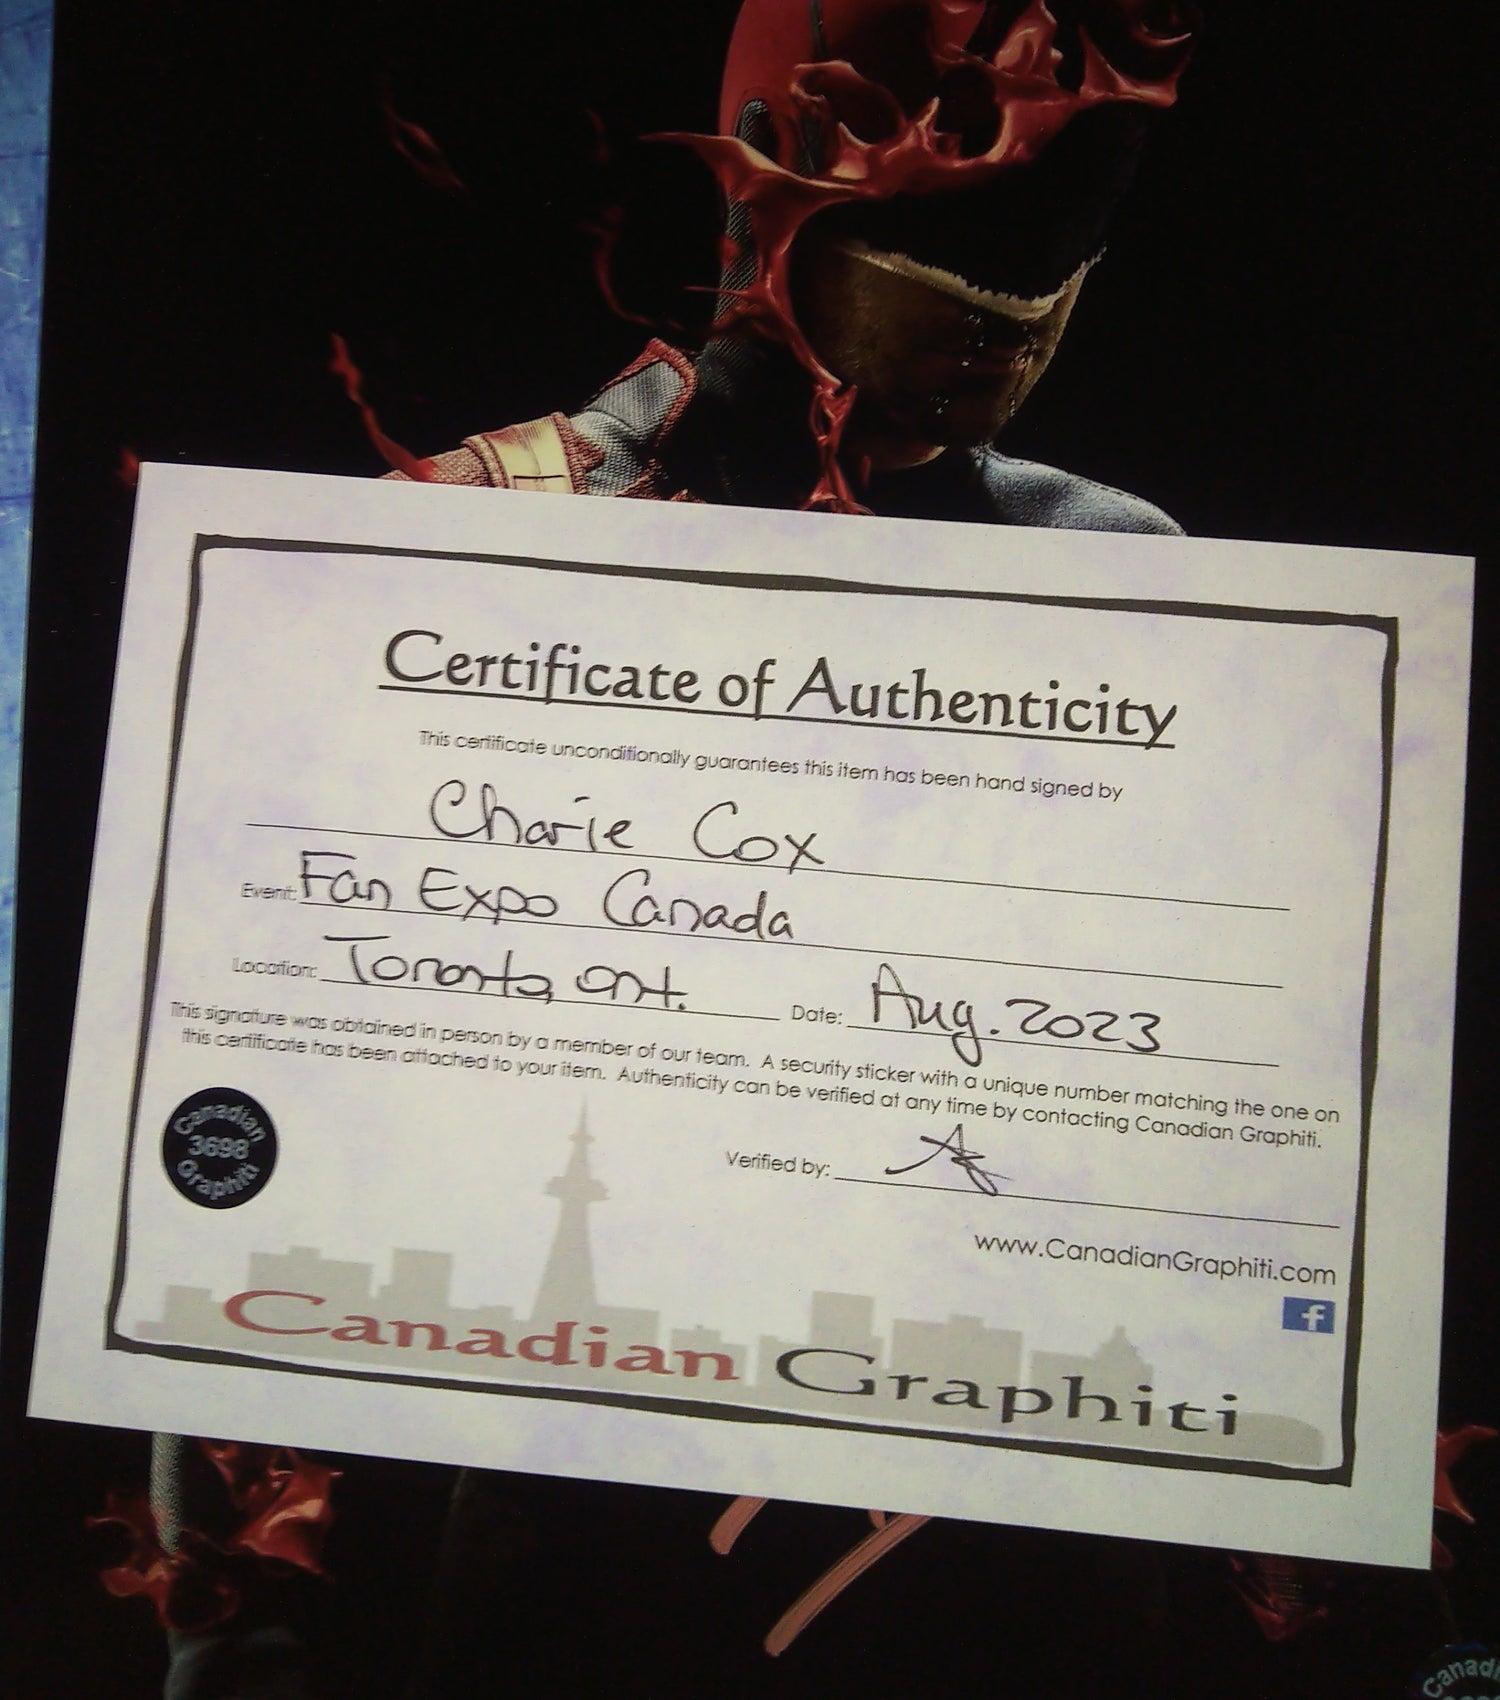 Certificate of Authenticity
This certificate unconditionally guarantees this item has been hand signed by
Charie Cox
Event: Fan Expo Canada
Location: Toronto, Ont. Date: Aug. 2023
This signature was obtained in person by a member of our team. A security sticker with a unique number matching the one on
this certificate has been attached to your item. Authenticity can be verified at any time by contacting Canadian Graphiti.
Canadian
3698
Graphiti
Verified by:
www.CanadianGraphiti.com
f
Canadian Graphiti